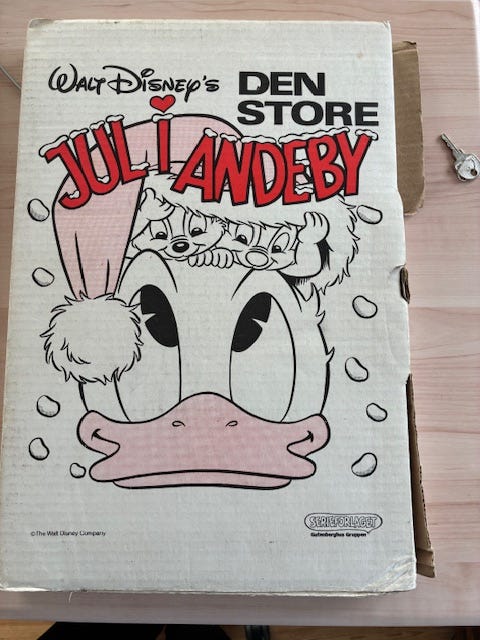 WALT DISNEY'S
DEN
STORE
JUL I ANDEBY
©The Walt Disney Company
SERIEFORLAGET
Gutenberghus Gruppen